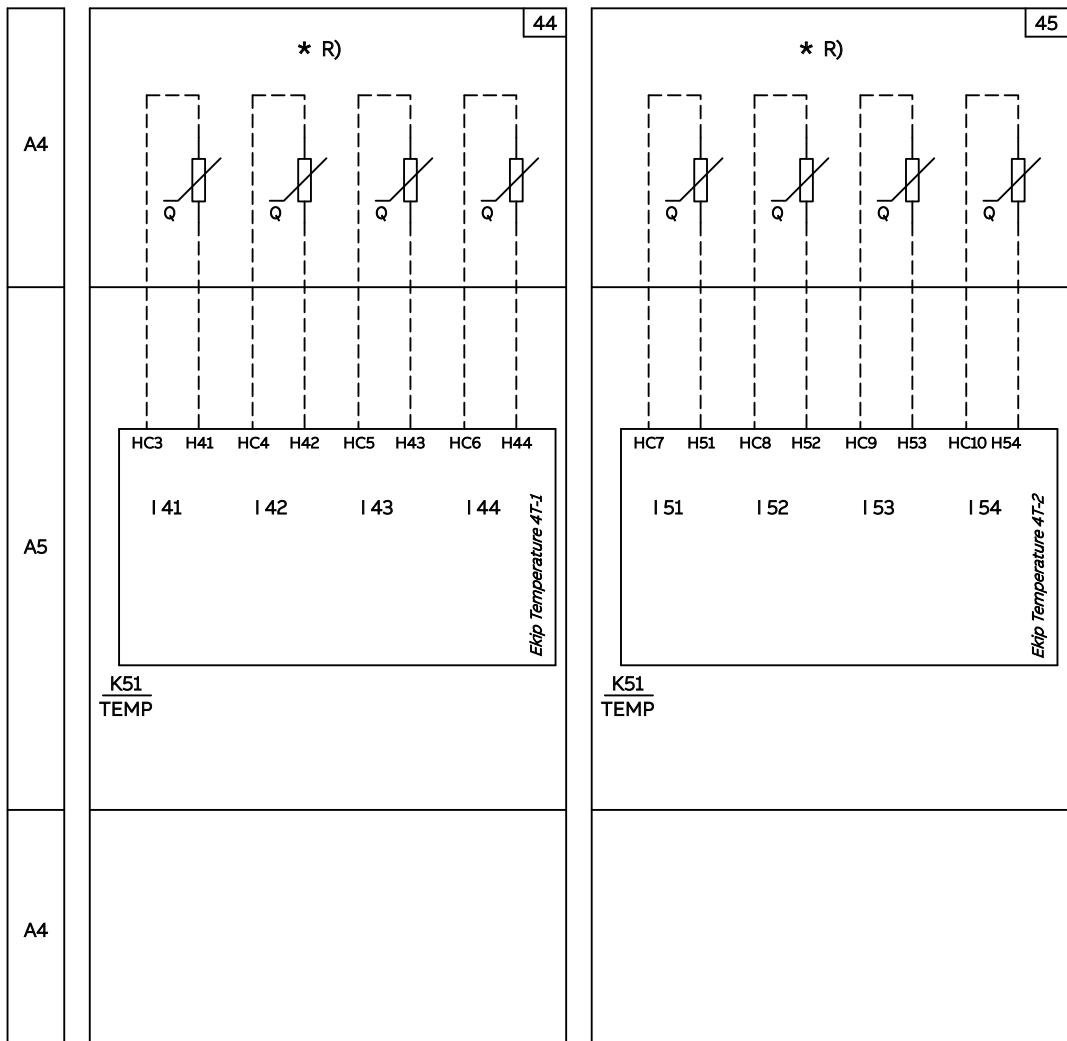 44
* R)
A4
Q Q Q Q
HC3 H41 HC4 H42 HC5 H43 HC6 H44
I 41 I 42 I 43 I 44
Ekip Temperature 4T-1
A5
K51
TEMP
A4
45
* R)
Q Q Q Q
HC7 H51 HC8 H52 HC9 H53 HC10 H54
I 51 I 52 I 53 I 54
Ekip Temperature 4T-2
K51
TEMP